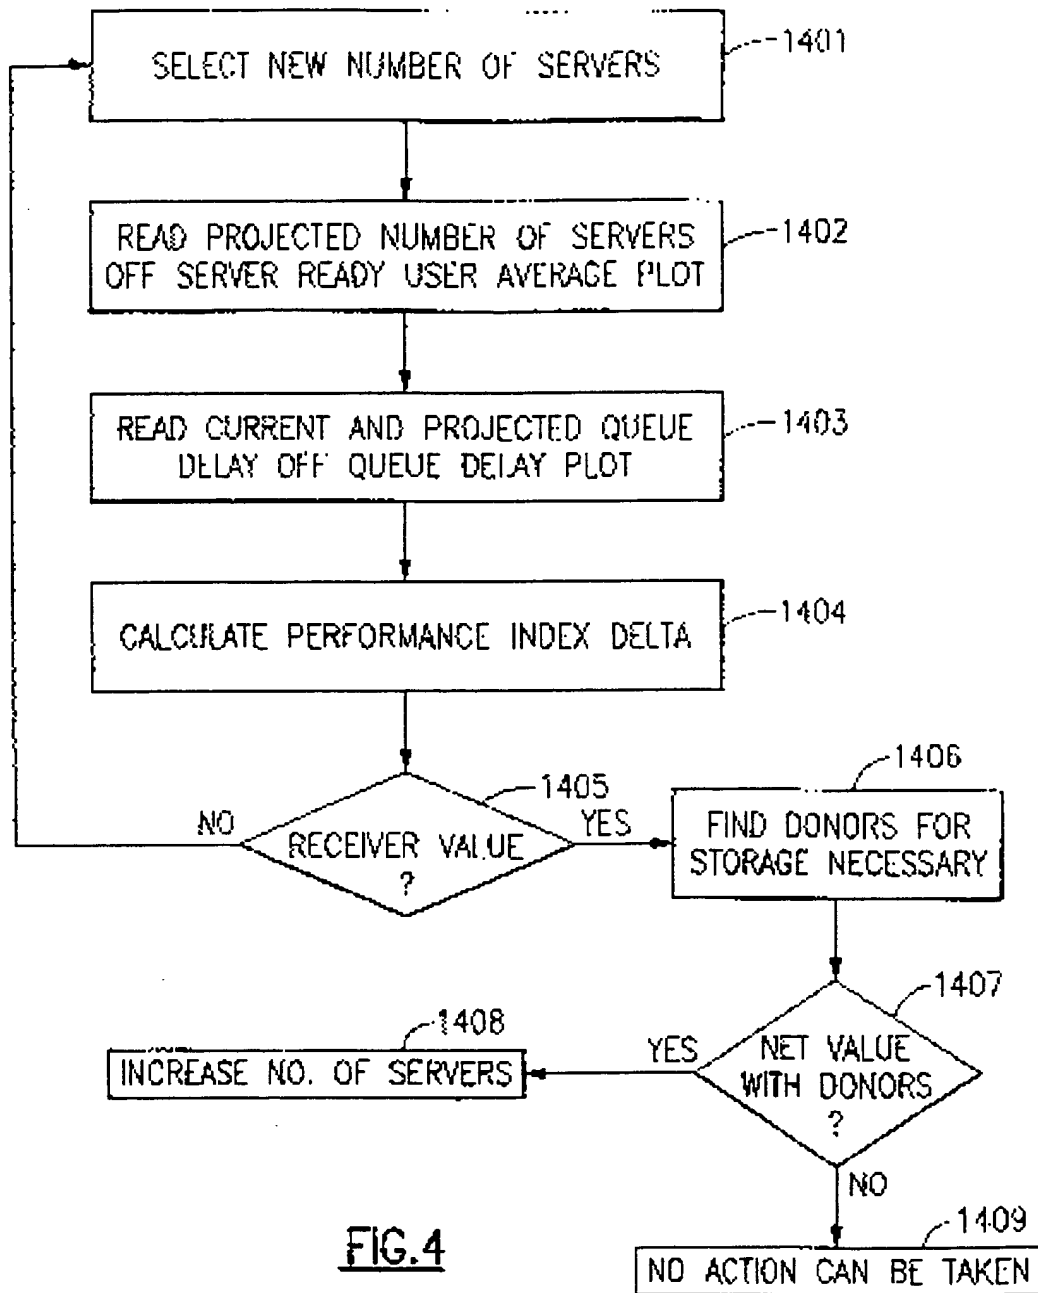 SELECT NEW NUMBER OF SERVERS
1401
READ PROJECTED NUMBER OF SERVERS
OFF SERVER READY USER AVERAGE PLOT
1402
READ CURRENT AND PROJECTED QUEUE
DELAY OFF QUEUE DELAY PLOT
1403
CALCULATE PERFORMANCE INDEX DELTA
1404
RECEIVER VALUE
?
1405
NO
YES
FIND DONORS FOR
STORAGE NECESSARY
1406
NET VALUE
WITH DONORS
?
1407
YES
INCREASE NO. OF SERVERS
1408
NO
NO ACTION CAN BE TAKEN
1409
FIG.4